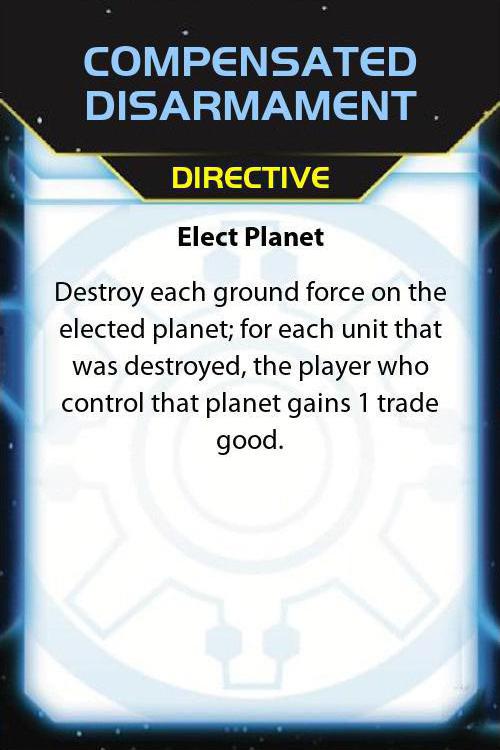 COMPENSATED
DISARMAMENT
DIRECTIVE
Elect Planet
Destroy each ground force on the
elected planet; for each unit that
was destroyed, the player who
control that planet gains 1 trade
good.